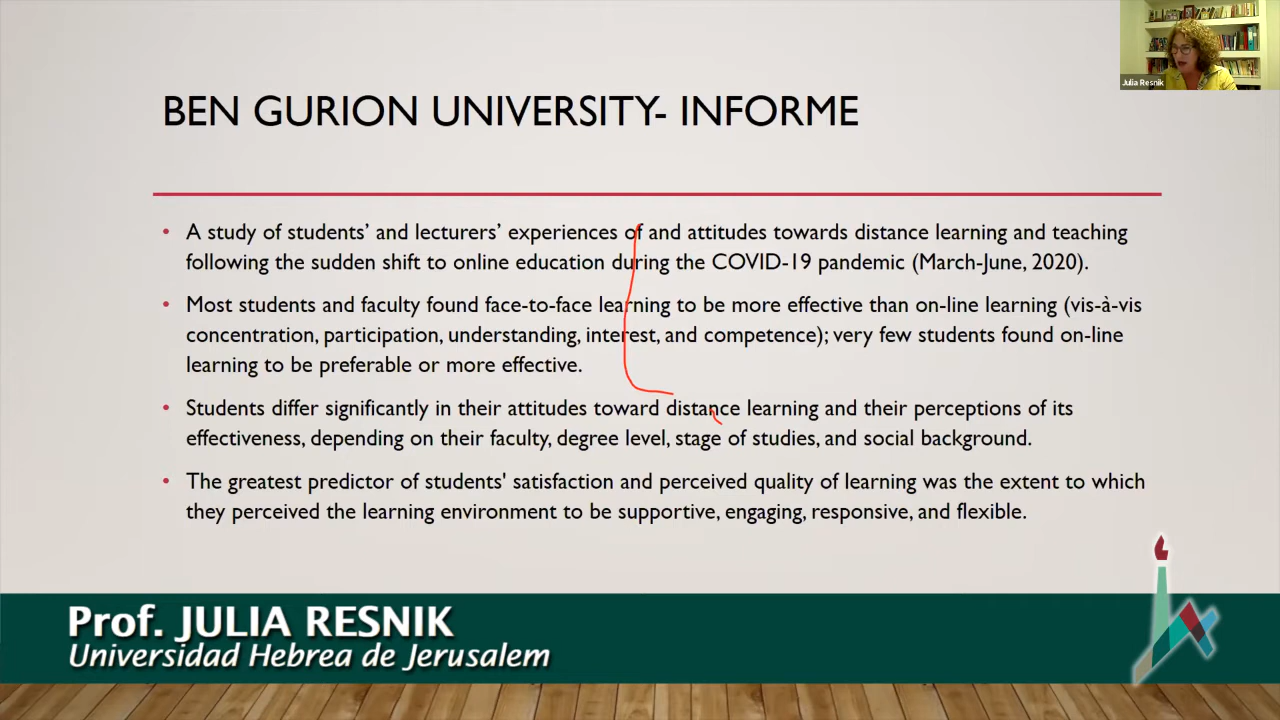 Julia Resnik
BEN GURION UNIVERSITY- INFORME
• A study of students’ and lecturers’ experiences of and attitudes towards distance learning and teaching
following the sudden shift to online education during the COVID-19 pandemic (March-June, 2020).
• Most students and faculty found face-to-face learning to be more effective than on-line learning (vis-à-vis
concentration, participation, understanding, interest, and competence); very few students found on-line
learning to be preferable or more effective.
• Students differ significantly in their attitudes toward distance learning and their perceptions of its
effectiveness, depending on their faculty, degree level, stage of studies, and social background.
• The greatest predictor of students' satisfaction and perceived quality of learning was the extent to which
they perceived the learning environment to be supportive, engaging, responsive, and flexible.
Prof. JULIA RESNIK
Universidad Hebrea de Jerusalem